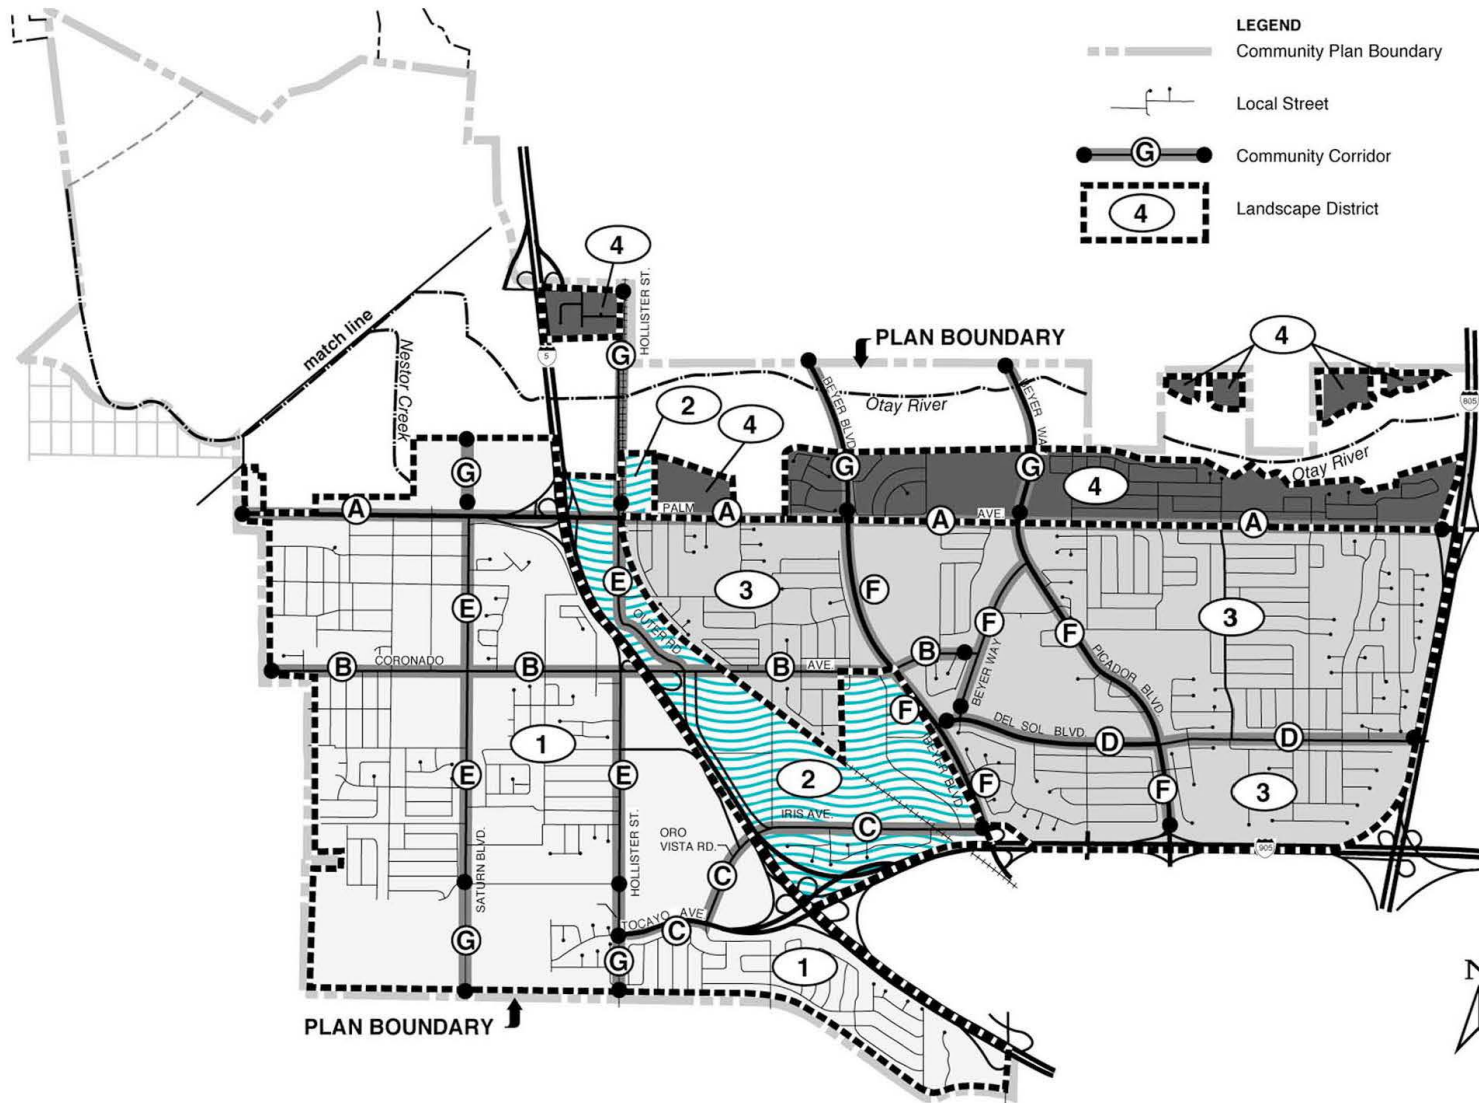 LEGEND
Community Plan Boundary
Local Street
G
Community Corridor
4
Landscape District
4
HOLLISTER ST.
match line
5
G
PLAN BOUNDARY
4
Nestor Creek
2
BEYER BLVD
Otay River
BEYER WA
805
4
G
G
G
4
Otay River
A
PALM
A
A
AVE.
A
E
E
3
F
F
F
3
OUTER RD
B
CORONADO
B
B
AVE.
B
BEYER WAY
PICADOR BLVD
F
1
DEL SOL BLVD.
D
D
E
E
2
BEYER BLVD
F
F
3
IRIS AVE.
C
ORO
VISTA RD.
905
SATURN BLVD.
HOLLISTER ST.
C
TOCAYO AVE.
C
G
G
1
N
PLAN BOUNDARY